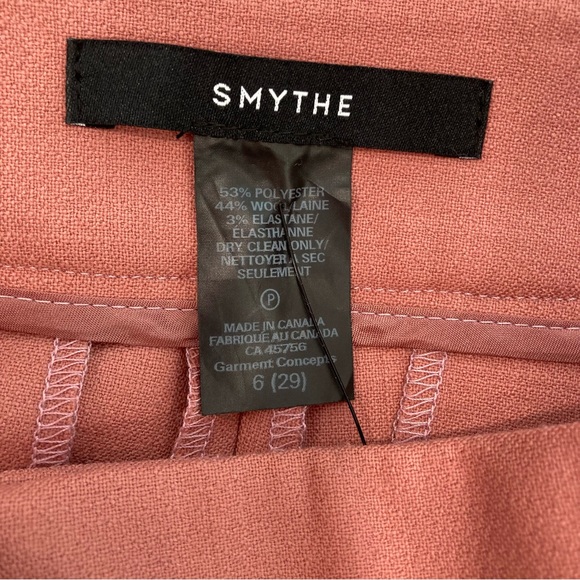 SMYTHE
53% POLYESTER
44% WOOL/LAINE
3% ELASTANE/
ÉLASTHANNE
DRY CLEAN ONLY/
NETTOYER A SEC
SEULEMENT
P
MADE IN CANADA
FABRIQUE AU CANADA
CA 45756
Garment Concepts
6 (29)